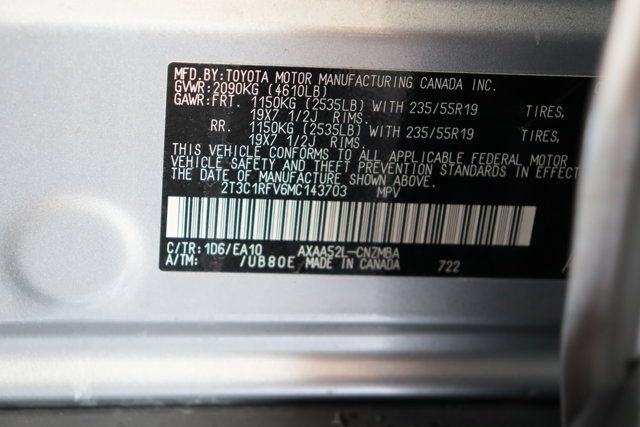 MFD.BY:TOYOTA MOTOR MANUFACTURING CANADA INC.
GVWR:2090KG (4610LB)
GAWR:FRT. 1150KG (2535LB) WITH 235/55R19 TIRES,
19X7 1/2J RIMS.
RR. 1150KG (2535LB) WITH 235/55R19 TIRES,
19X7 1/2J RIMS.
THIS VEHICLE CONFORMS TO ALL APPLICABLE FEDERAL MOTOR
VEHICLE SAFETY AND THEFT PREVENTION STANDARDS IN EFFECT
THE DATE OF MANUFACTURE SHOWN ABOVE.
2T3C1RFV6MC143703 MPV
C/TR:1D6/EA10 AXAA52L-CNZMBA
A/TM: /UB80E MADE IN CANADA 722